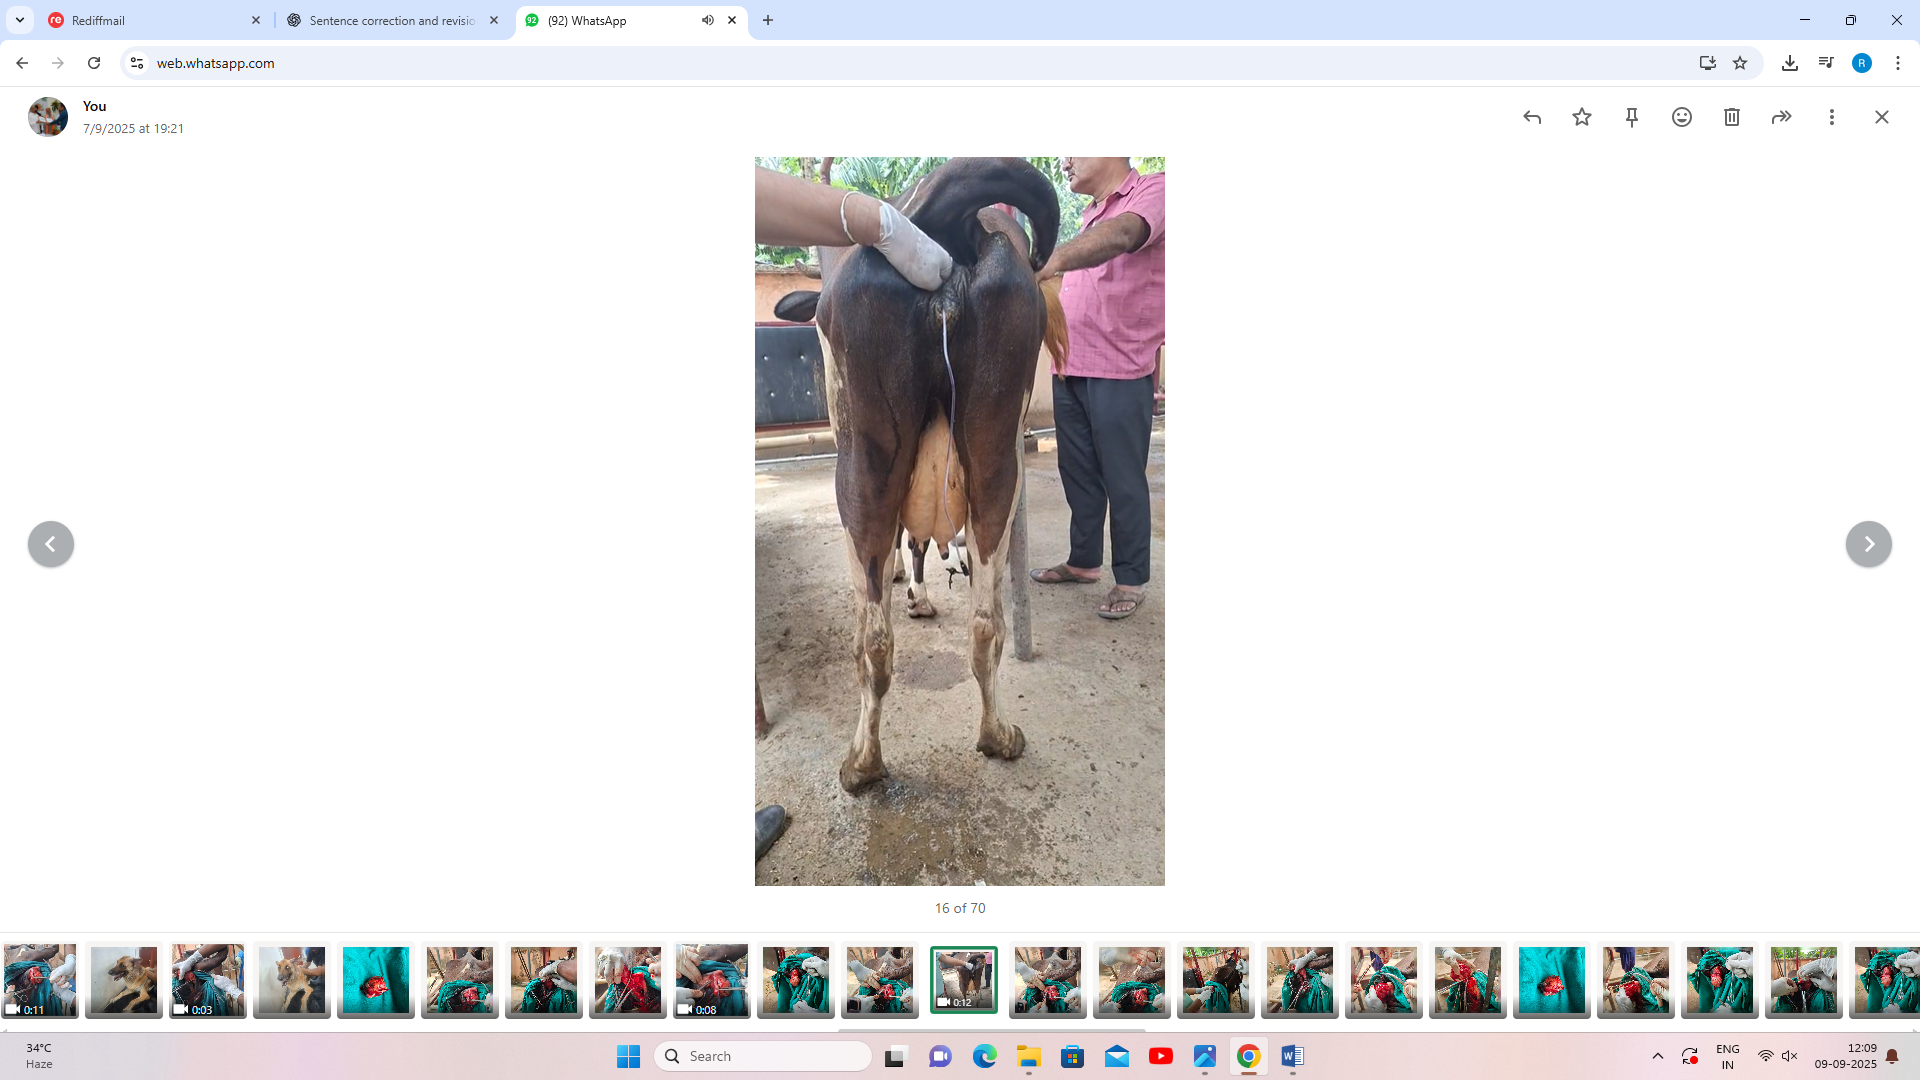 Rediffmail
Sentence correction and revisio
92
(92) WhatsApp
web.whatsapp.com
R
You
7/9/2025 at 19:21
16 of 70
0:11
0:03
0:08
0:12
34°C
Haze
Search
ENG
IN
12:09
09-09-2025